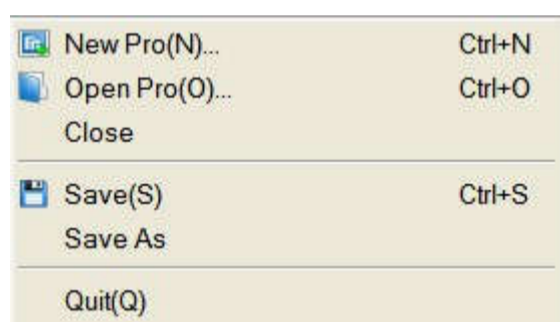 New Pro(N)... Ctrl+N
Open Pro(O)... Ctrl+O
Close
Save(S) Ctrl+S
Save As
Quit(Q)